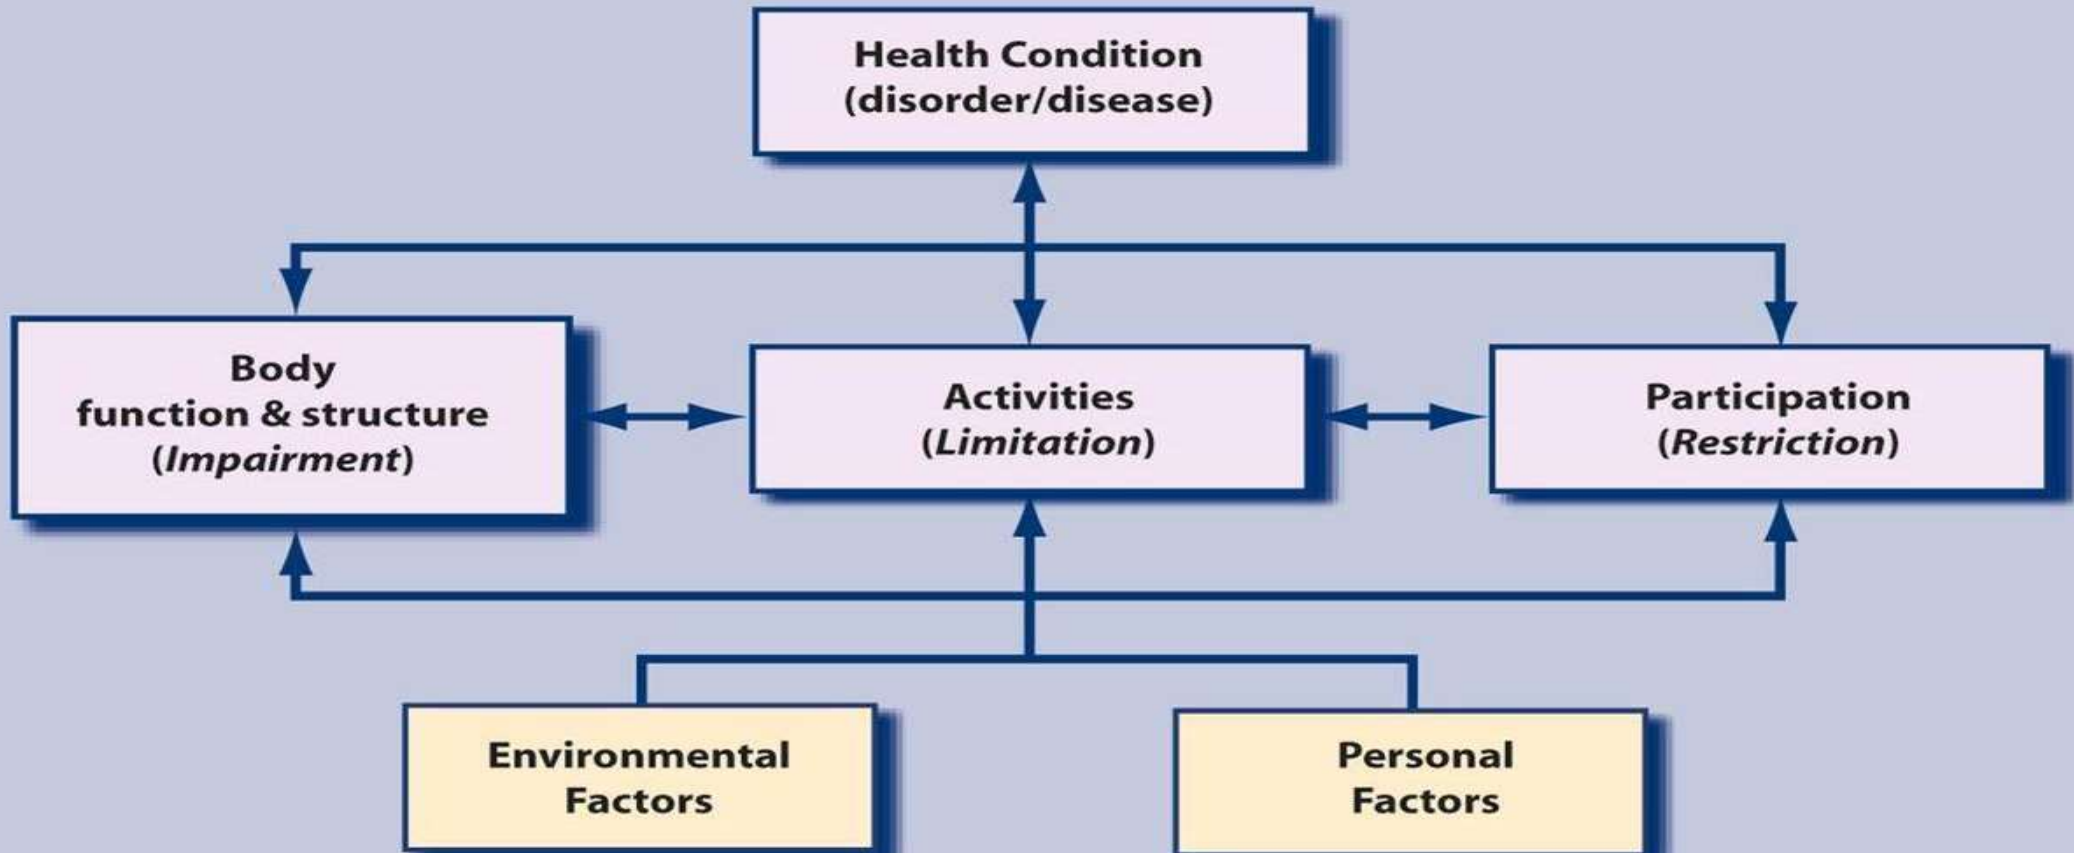 Health Condition
(disorder/disease)
Body
function & structure
(Impairment)
Activities
(Limitation)
Participation
(Restriction)
Environmental
Factors
Personal
Factors